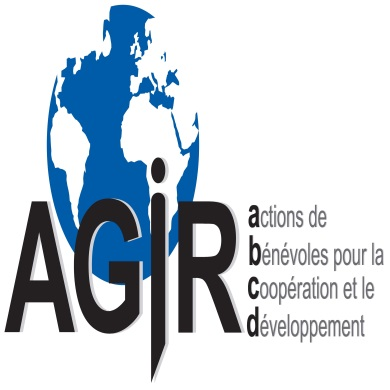 AGiR
actions de
bénévoles pour la
coopération et le
développement